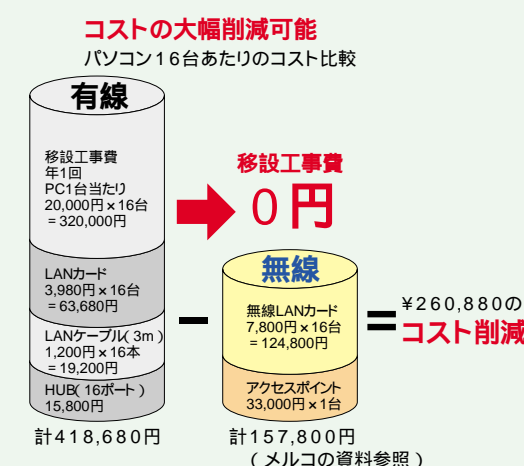 コストの大幅削減可能
パソコン16台あたりのコスト比較
有線
移設工事費
年1回
PC1台当たり
20,000円×16台
=320,000円
LANカード
3,980円×16台
=63,680円
LANケーブル(3m)
1,200円×16本
=19,200円
HUB(16ポート)
15,800円
計418,680円
移設工事費
0円
無線
無線LANカード
7,800円×16台
=124,800円
アクセスポイント
33,000円×1台
計157,800円
(メルコの資料参照)
¥260,880の
コスト削減